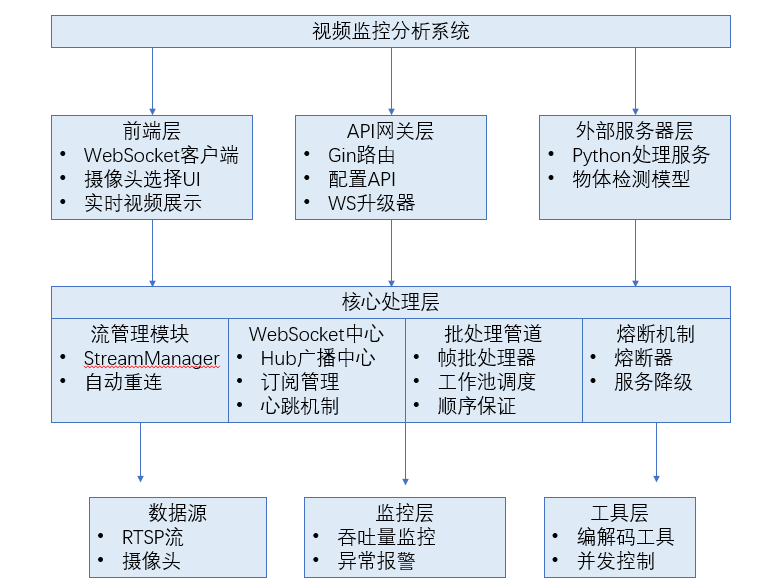 视频监控分析系统
前端层
• WebSocket客户端
• 摄像头选择UI
• 实时视频展示
API网关层
• Gin路由
• 配置API
• WS升级器
外部服务器层
• Python处理服务
• 物体检测模型
核心处理层
流管理模块
• StreamManager
• 自动重连
WebSocket中心
• Hub广播中心
• 订阅管理
• 心跳机制
批处理管道
• 帧批处理器
• 工作池调度
• 顺序保证
熔断机制
• 熔断器
• 服务降级
数据源
• RTSP流
• 摄像头
监控层
• 吞吐量监控
• 异常报警
工具层
• 编解码工具
• 并发控制